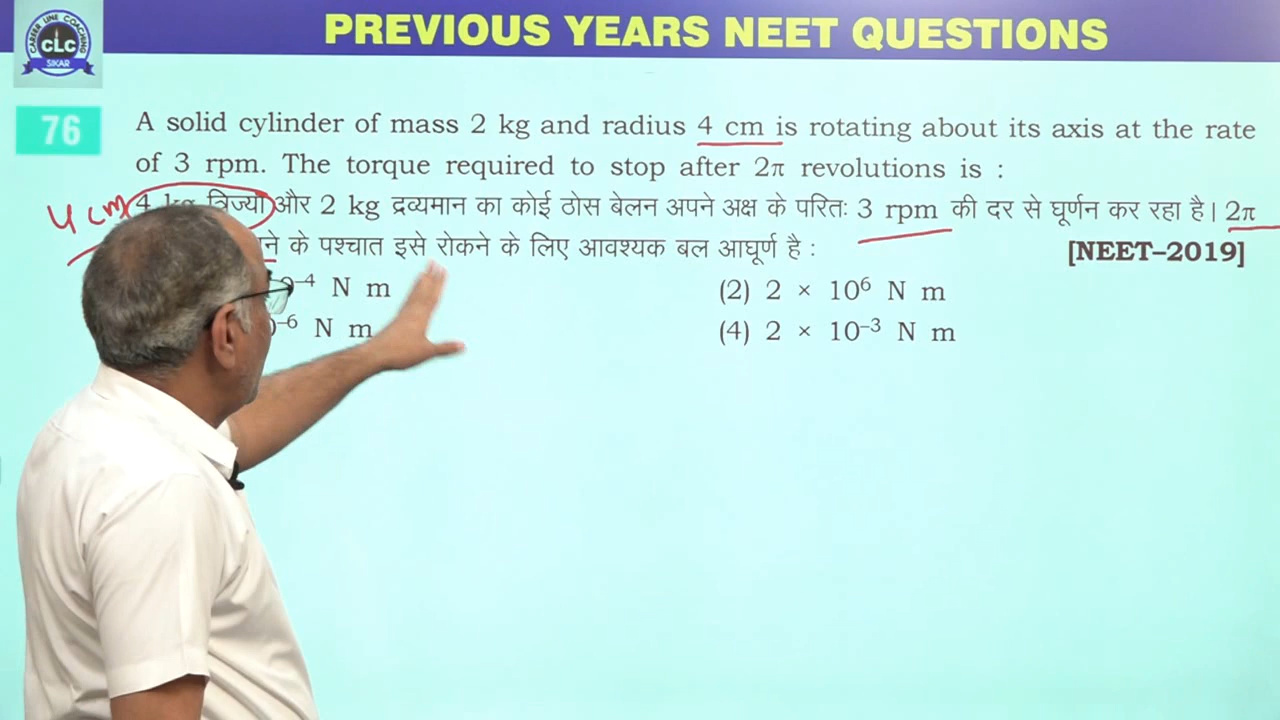 CAREER LINE COACHING
CLC
SIKAR
PREVIOUS YEARS NEET QUESTIONS
76
A solid cylinder of mass 2 kg and radius 4 cm is rotating about its axis at the rate
of 3 rpm. The torque required to stop after 2π revolutions is :
4 cm
4 kg त्रिज्या और 2 kg द्रव्यमान का कोई ठोस बेलन अपने अक्ष के परितः 3 rpm की दर से घूर्णन कर रहा है। 2π
के पश्चात इसे रोकने के लिए आवश्यक बल आघूर्ण है :
[NEET–2019]
N m
(2) 2 × 10⁶ N m
N m
(4) 2 × 10⁻³ N m